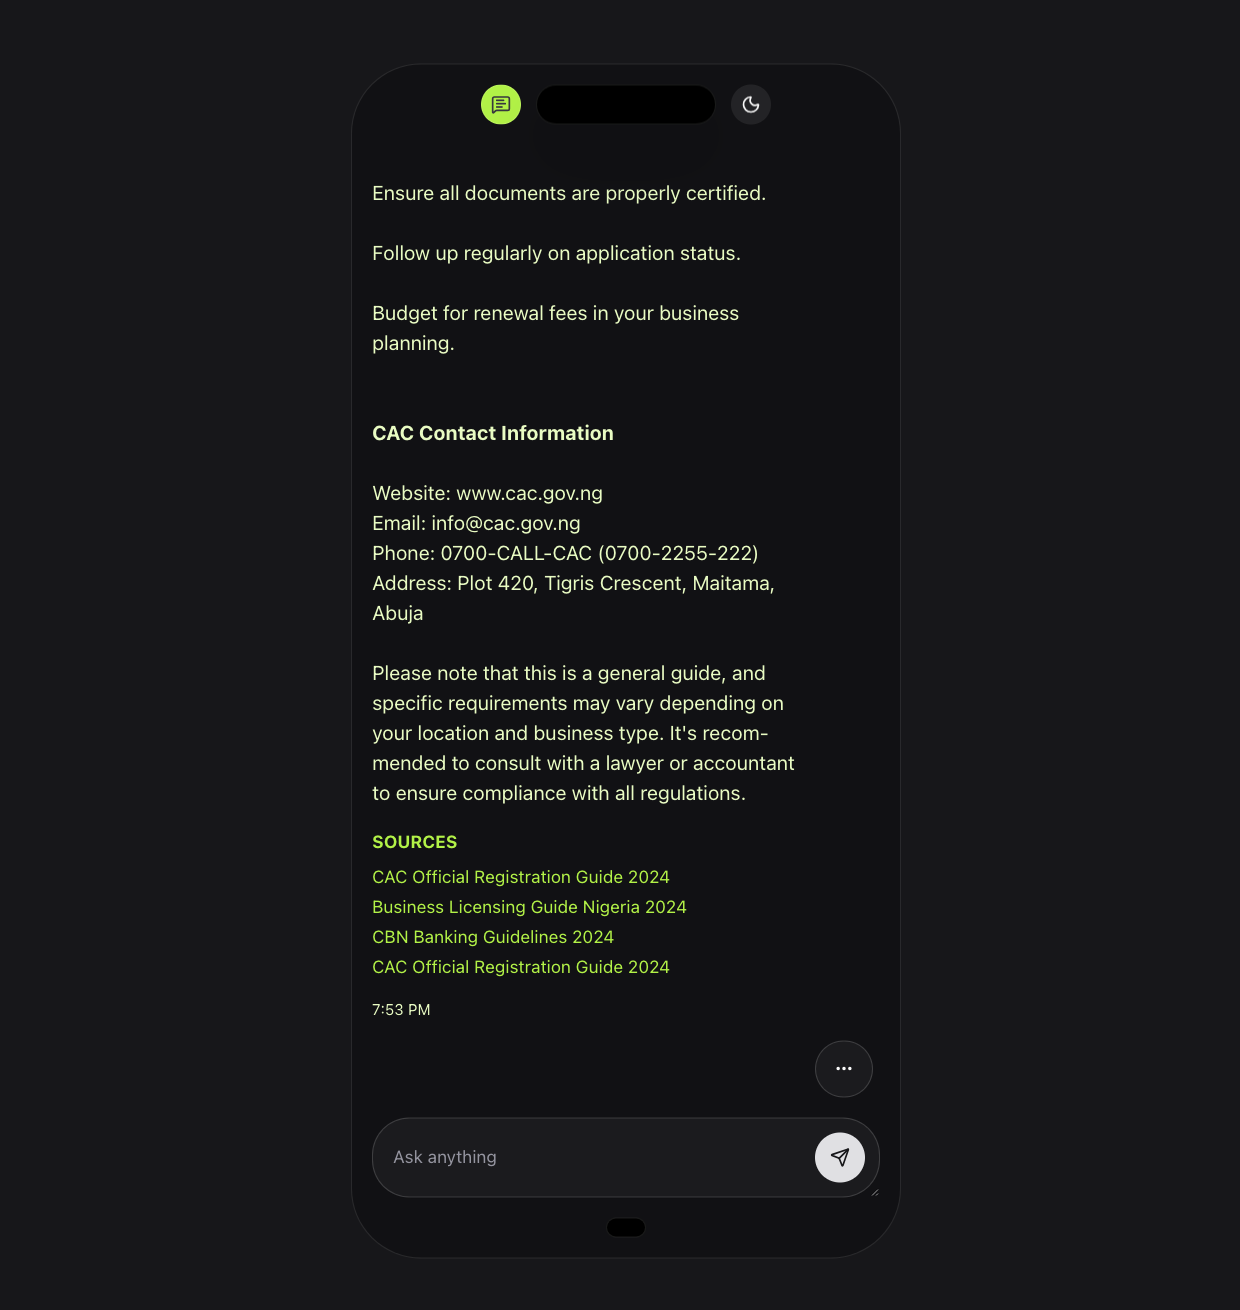 Ensure all documents are properly certified.
Follow up regularly on application status.
Budget for renewal fees in your business
planning.
CAC Contact Information
Website: www.cac.gov.ng
Email: info@cac.gov.ng
Phone: 0700-CALL-CAC (0700-2255-222)
Address: Plot 420, Tigris Crescent, Maitama,
Abuja
Please note that this is a general guide, and
specific requirements may vary depending on
your location and business type. It's recom-
mended to consult with a lawyer or accountant
to ensure compliance with all regulations.
SOURCES
CAC Official Registration Guide 2024
Business Licensing Guide Nigeria 2024
CBN Banking Guidelines 2024
CAC Official Registration Guide 2024
7:53 PM
Ask anything